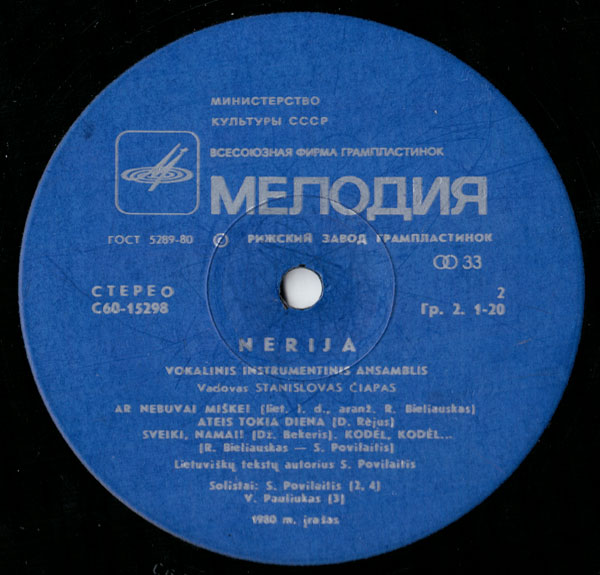 МИНИСТЕРСТВО
КУЛЬТУРЫ СССР
ВСЕСОЮЗНАЯ ФИРМА ГРАМПЛАСТИНОК
МЕЛОДИЯ
ГОСТ 5289-80 РИЖСКИЙ ЗАВОД ГРАМПЛАСТИНОК
33
СТЕРЕО 2
С60-15298 Гр. 2. 1-20
NERIJA
VOKALINIS INSTRUMENTINIS ANSAMBLIS
Vadovas STANISLOVAS ČIAPAS
AR NEBUVAI MIŠKE! (liet. l. d., aranž. R. Bieliauskas)
ATEIS TOKIA DIENA (D. Rejus)
SVEIKI, NAMAI! (Dž. Bekeris). KODĖL, KODĖL...
(R. Bieliauskas — S. Povilaitis)
Lietuviškų tekstų autorius S. Povilaitis
Solistai: S. Povilaitis (2, 4)
V. Pauliukas (3)
1980 m. įrašas